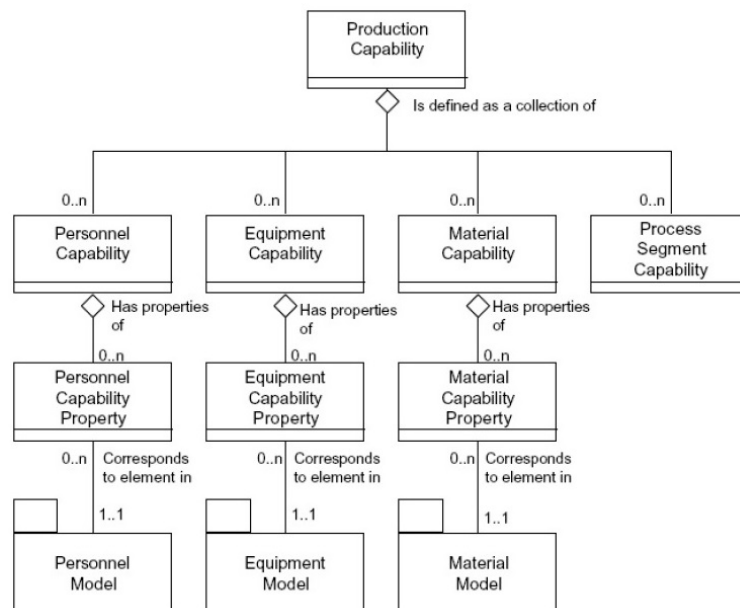 Production
Capability
Is defined as a collection of
0..n
0..n
0..n
0..n
Personnel
Capability
Equipment
Capability
Material
Capability
Process
Segment
Capability
Has properties
of
Has properties
of
Has properties
of
0..n
0..n
0..n
Personnel
Capability
Property
Equipment
Capability
Property
Material
Capability
Property
0..n
Corresponds
to element in
0..n
Corresponds
to element in
0..n
Corresponds
to element in
1..1
1..1
1..1
Personnel
Model
Equipment
Model
Material
Model